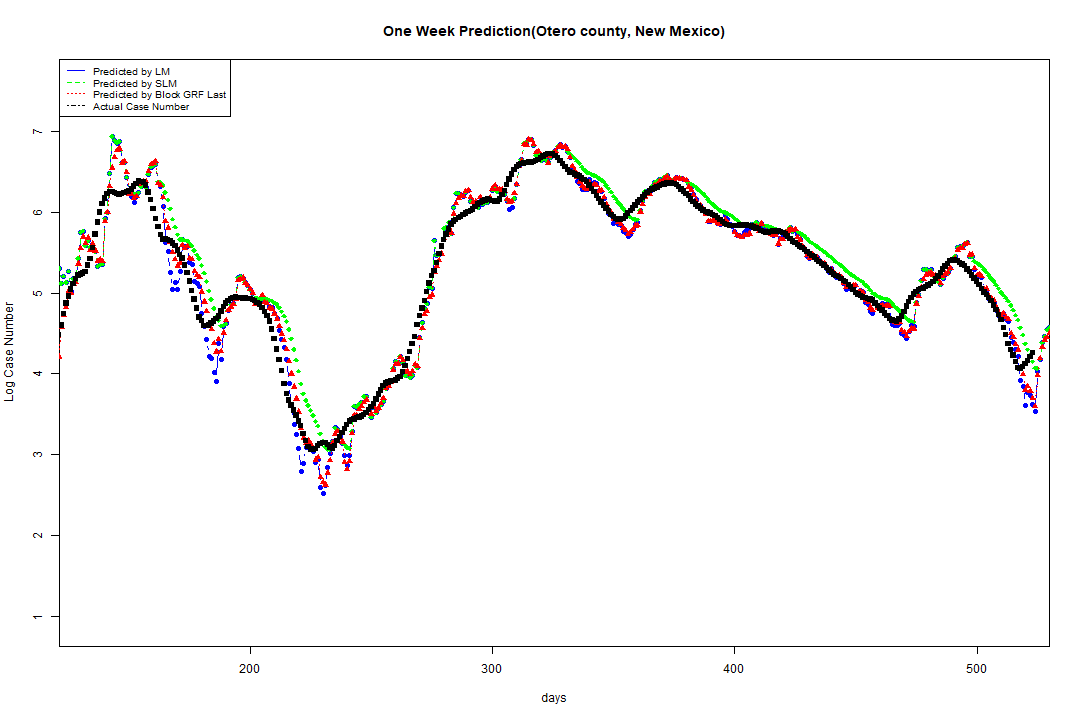 One Week Prediction(Otero county, New Mexico)
Predicted by LM
Predicted by SLM
Predicted by Block GRF Last
Actual Case Number
7
6
5
4
3
2
1
Log Case Number
200 300 400 500
days